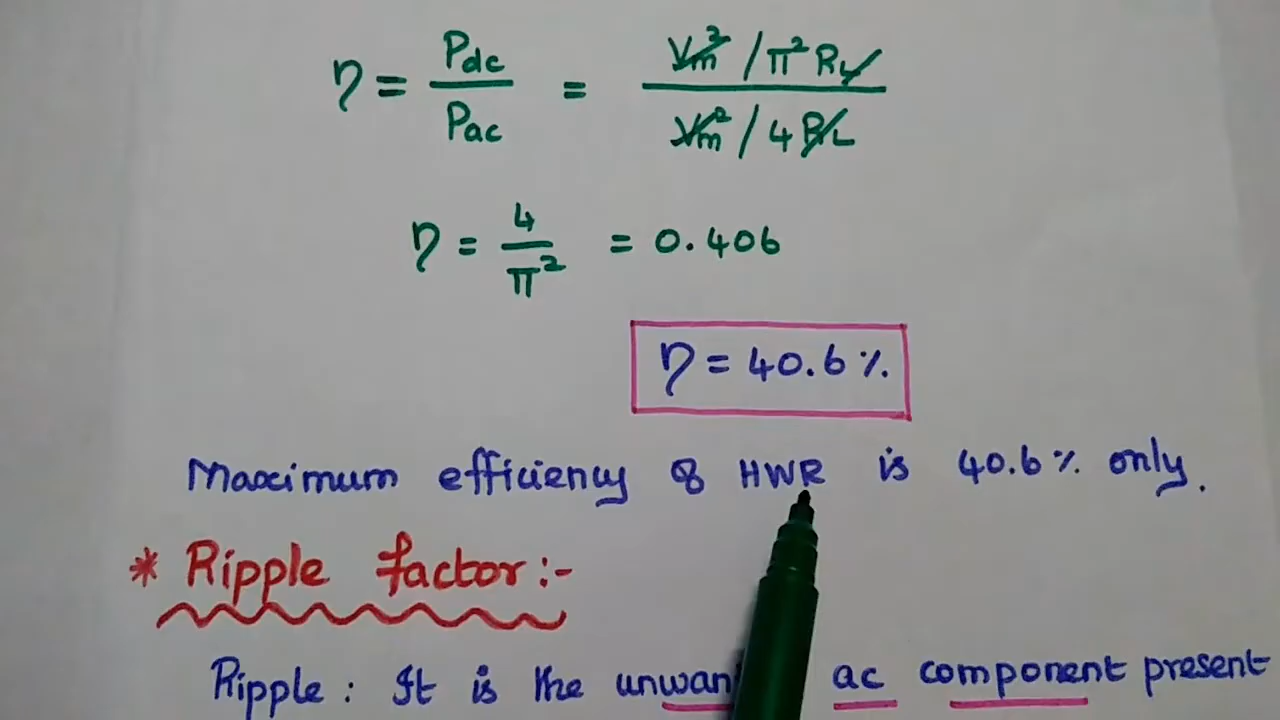 η = Pdc / Pac = Vm² / π² RL / Vm² / 4 RL
η = 4 / π² = 0.406
η = 40.6 %
Maximum efficiency of HWR is 40.6 % only.
* Ripple factor :-
Ripple : It is the ac component present